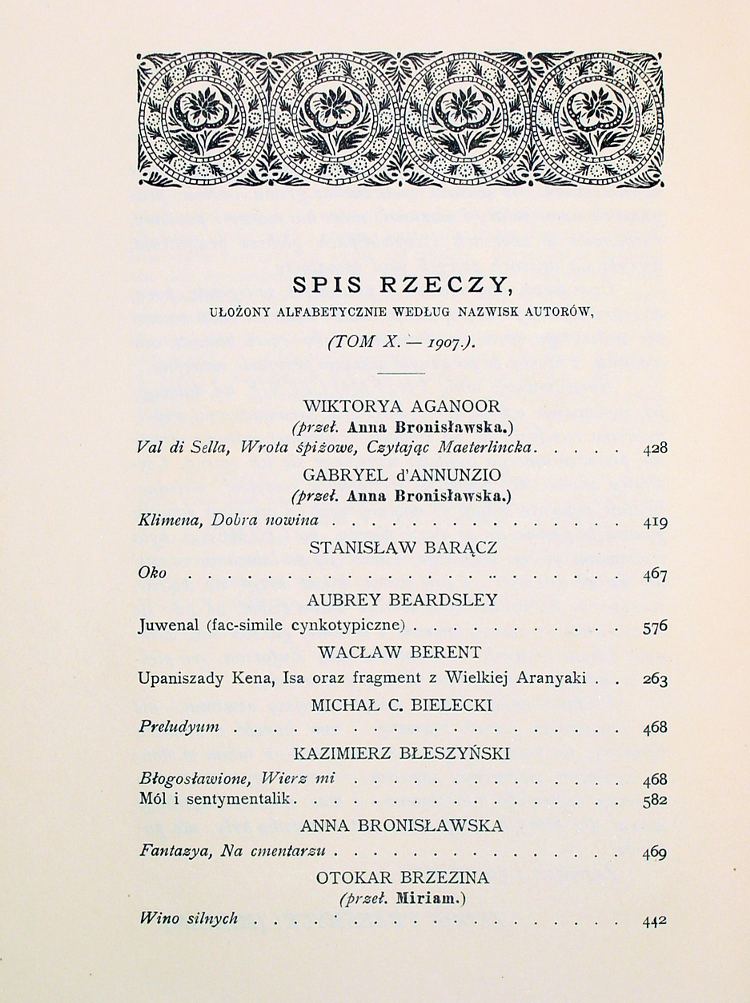 SPIS RZECZY,
UŁOŻONY ALFABETYCZNIE WEDŁUG NAZWISK AUTORÓW,
(TOM X. — 1907.).
WIKTORYA AGANOOR
(przeł. Anna Bronisławska.)
Val di Sella, Wrota śpiżowe, Czytając Maeterlincka. . . . . 428
GABRYEL d'ANNUNZIO
(przeł. Anna Bronisławska.)
Klimena, Dobra nowina . . . . . . . . . . . . . . . 419
STANISŁAW BARĄCZ
Oko . . . . . . . . . . . . . . . . . . . . . . 467
AUBREY BEARDSLEY
Juwenal (fac-simile cynkotypiczne) . . . . . . . . . . . 576
WACŁAW BERENT
Upaniszady Kena, Isa oraz fragment z Wielkiej Aranyaki . . 263
MICHAŁ C. BIELECKI
Preludyum . . . . . . . . . . . . . . . . . . . . 468
KAZIMIERZ BŁESZYŃSKI
Błogosławione, Wierz mi . . . . . . . . . . . . . . 468
Mól i sentymentalik. . . . . . . . . . . . . . . . . 582
ANNA BRONISŁAWSKA
Fantazya, Na cmentarzu . . . . . . . . . . . . . . . 469
OTOKAR BRZEZINA
(przeł. Miriam.)
Wino silnych . . . . . . . . . . . . . . . . . . . 442